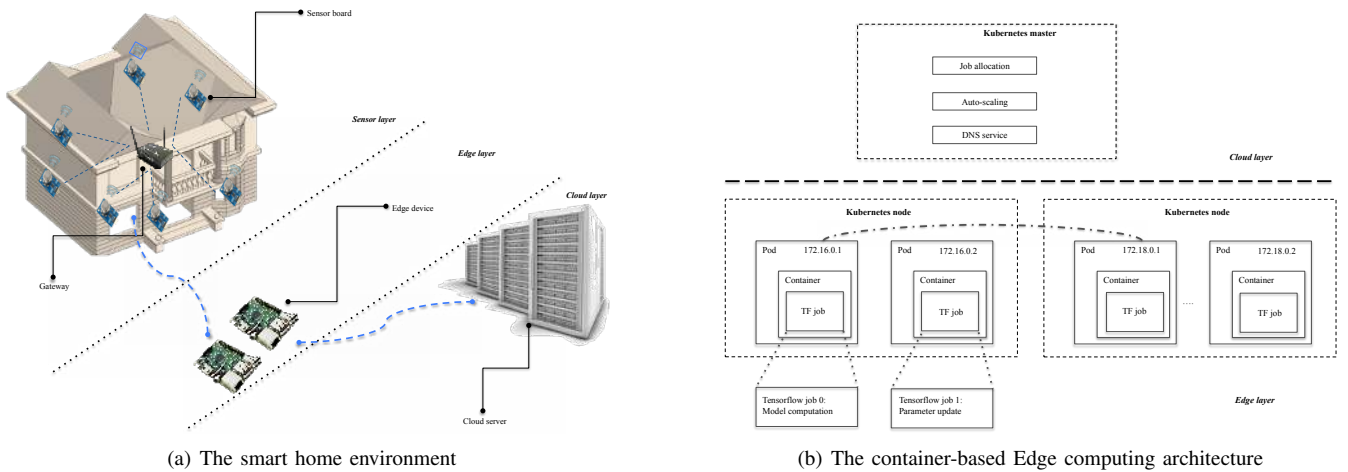 Sensor board
Sensor layer
Edge layer
Cloud layer
Edge device
Gateway
Cloud server
(a) The smart home environment
Kubernetes master
Job allocation
Auto-scaling
DNS service
Cloud layer
Kubernetes node
Kubernetes node
Pod 172.16.0.1
Pod 172.16.0.2
Pod 172.18.0.1
Pod 172.18.0.2
Container
Container
Container
Container
TF job
TF job
TF job
....
TF job
Tensorflow job 0:
Model computation
Tensorflow job 1:
Parameter update
Edge layer
(b) The container-based Edge computing architecture